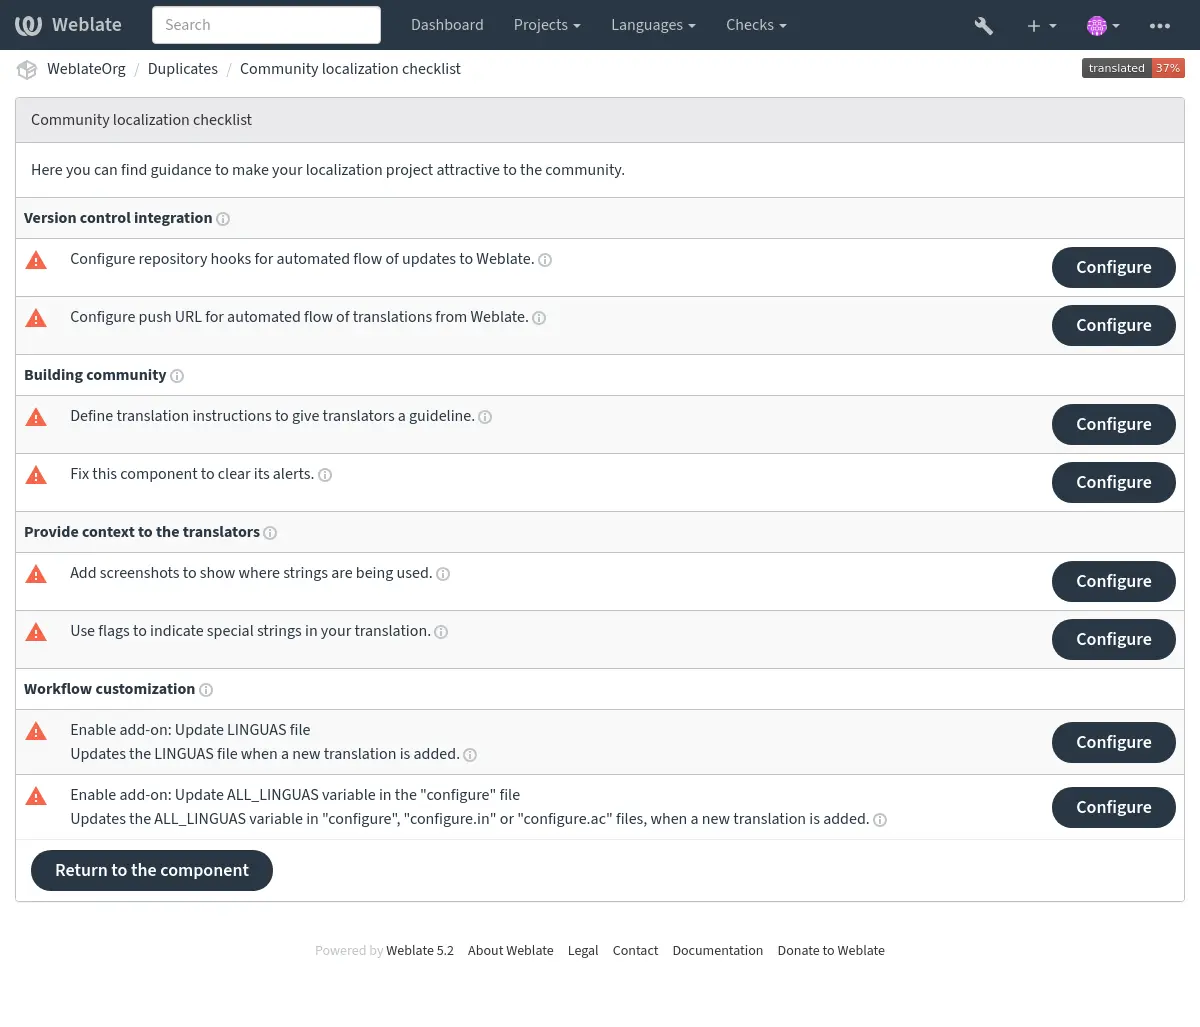 Weblate
Search
Dashboard
Projects
Languages
Checks
WeblateOrg / Duplicates / Community localization checklist
translated 37%
Community localization checklist
Here you can find guidance to make your localization project attractive to the community.
Version control integration
Configure repository hooks for automated flow of updates to Weblate.
Configure
Configure push URL for automated flow of translations from Weblate.
Configure
Building community
Define translation instructions to give translators a guideline.
Configure
Fix this component to clear its alerts.
Configure
Provide context to the translators
Add screenshots to show where strings are being used.
Configure
Use flags to indicate special strings in your translation.
Configure
Workflow customization
Enable add-on: Update LINGUAS file
Updates the LINGUAS file when a new translation is added.
Configure
Enable add-on: Update ALL_LINGUAS variable in the "configure" file
Updates the ALL_LINGUAS variable in "configure", "configure.in" or "configure.ac" files, when a new translation is added.
Configure
Return to the component
Powered by Weblate 5.2 About Weblate Legal Contact Documentation Donate to Weblate